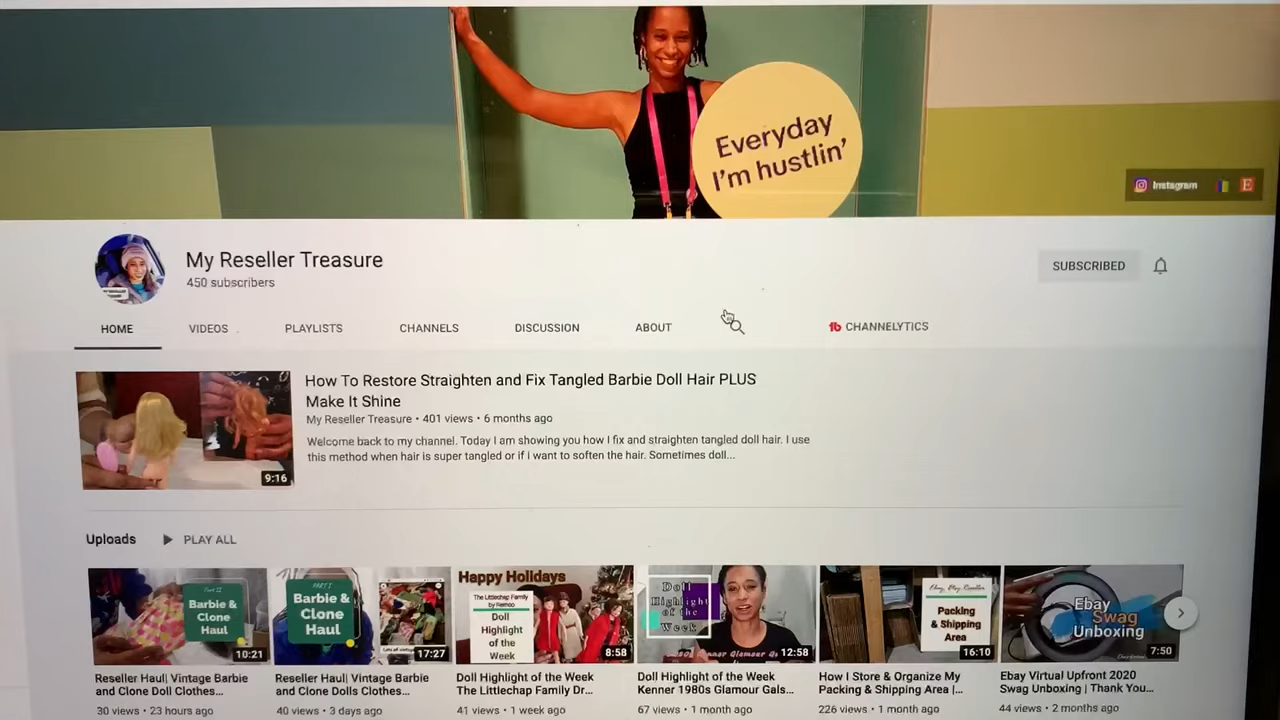 Everyday
I'm hustlin'
Instagram
My Reseller Treasure
450 subscribers
SUBSCRIBED
HOME VIDEOS PLAYLISTS CHANNELS DISCUSSION ABOUT CHANNELYTICS
How To Restore Straighten and Fix Tangled Barbie Doll Hair PLUS
Make It Shine
My Reseller Treasure • 401 views • 6 months ago
Welcome back to my channel. Today I am showing you how I fix and straighten tangled doll hair. I use
this method when hair is super tangled or if i want to soften the hair. Sometimes doll...
9:16
Uploads PLAY ALL
Part II
Barbie &
Clone
Haul
10:21
PART I
Barbie &
Clone
Haul
17:27
Happy Holidays
The Littlechap Family
by Remco
Doll
Highlight
of the
Week
8:58
Doll
Highlight
of the
Week
12:58
Packing
& Shipping
Area
16:10
Ebay
Swag
Unboxing
7:50
Reseller Haul| Vintage Barbie
and Clone Doll Clothes...
30 views • 23 hours ago
Reseller Haul| Vintage Barbie
and Clone Dolls Clothes...
40 views • 3 days ago
Doll Highlight of the Week
The Littlechap Family Dr...
41 views • 1 week ago
Doll Highlight of the Week
Kenner 1980s Glamour Gals...
67 views • 1 month ago
How I Store & Organize My
Packing & Shipping Area |...
226 views • 1 month ago
Ebay Virtual Upfront 2020
Swag Unboxing | Thank You...
44 views • 2 months ago